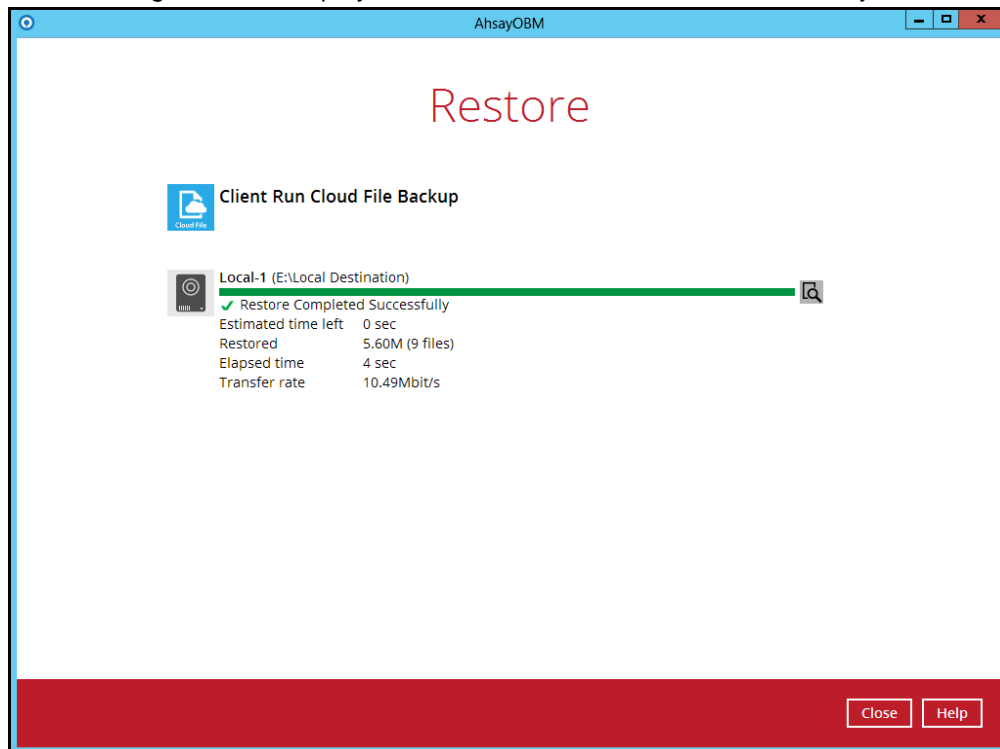 AhsayOBM
Restore
Client Run Cloud File Backup
Cloud File
Local-1 (E:\Local Destination)
Restore Completed Successfully
Estimated time left 0 sec
Restored 5.60M (9 files)
Elapsed time 4 sec
Transfer rate 10.49Mbit/s
Close Help